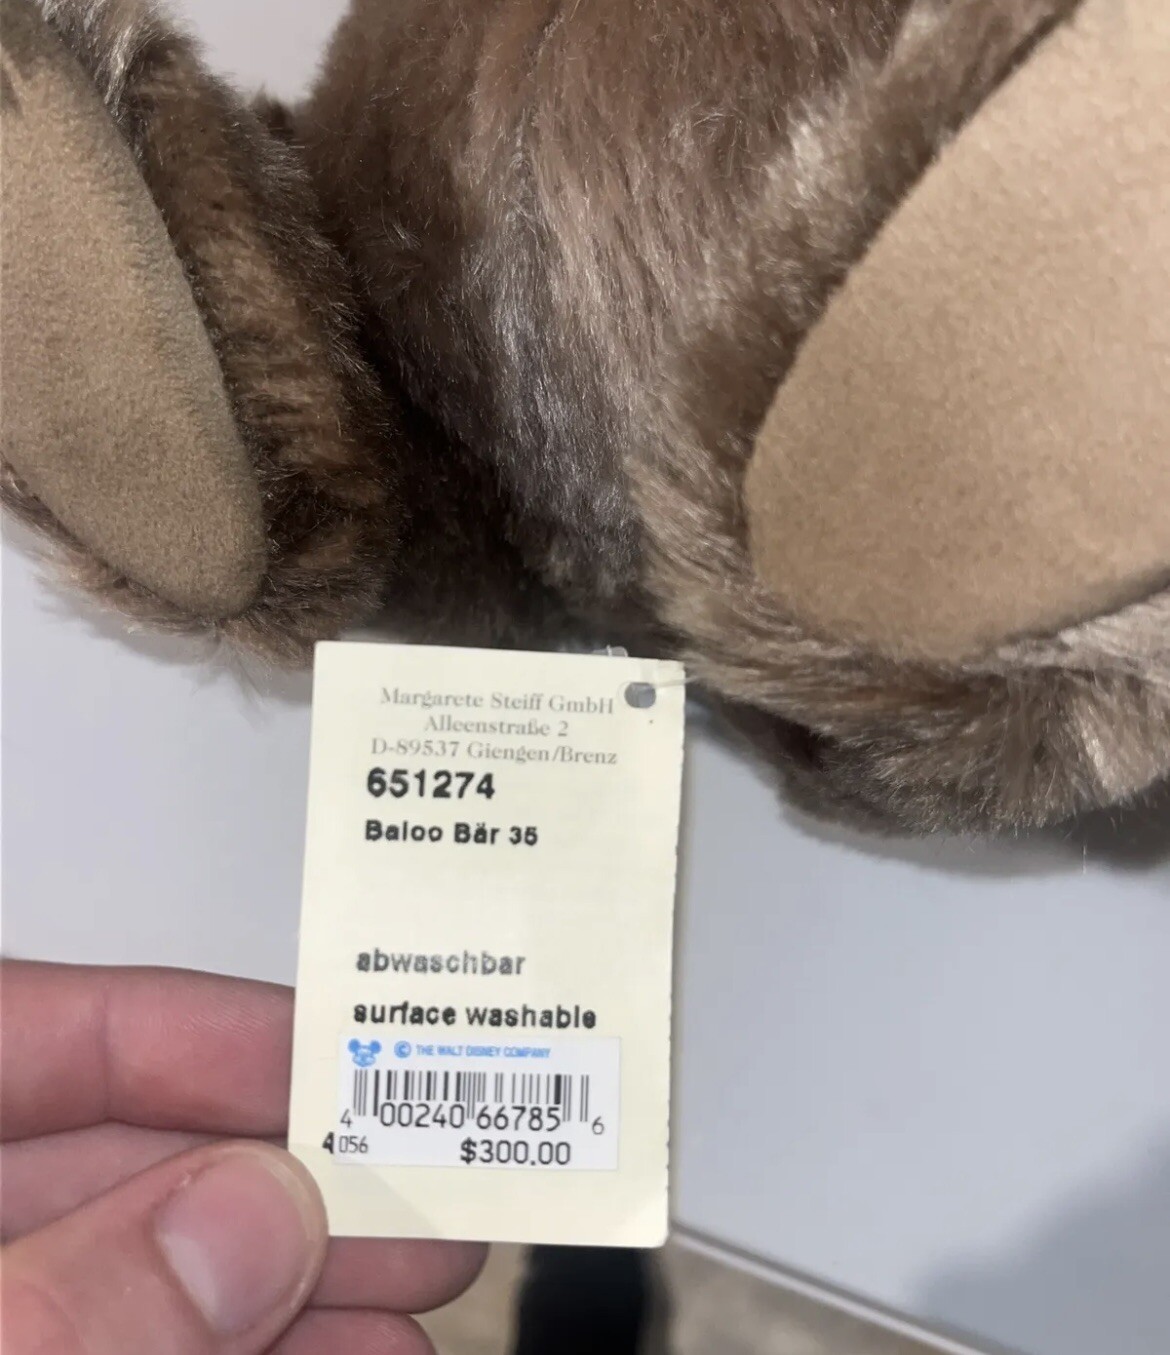 Margarete Steiff GmbH
Alleenstraße 2
D-89537 Giengen/Brenz
651274
Baloo Bär 35
abwaschbar
surface washable
© THE WALT DISNEY COMPANY
4 00240 66785 6
4056 $300.00